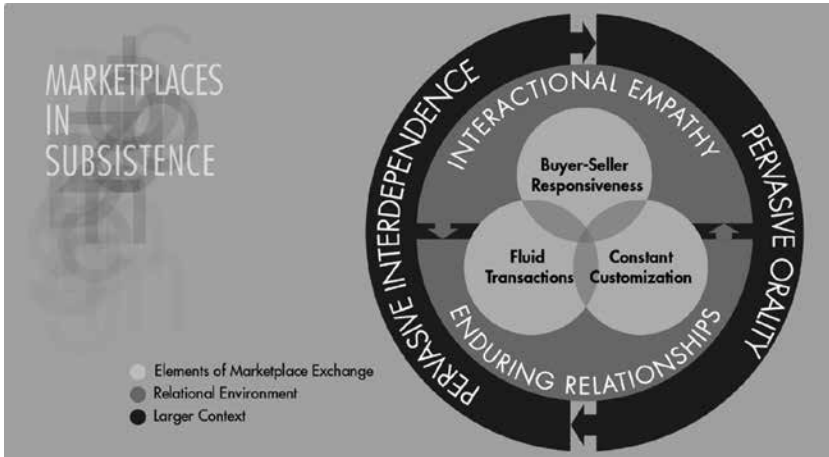 MARKETPLACES
IN
SUBSISTENCE
PERVASIVE INTERDEPENDENCE
PERVASIVE ORALITY
INTERACTIONAL EMPATHY
Buyer-Seller
Responsiveness
Fluid
Transactions
Constant
Customization
ENDURING RELATIONSHIPS
Elements of Marketplace Exchange
Relational Environment
Larger Context